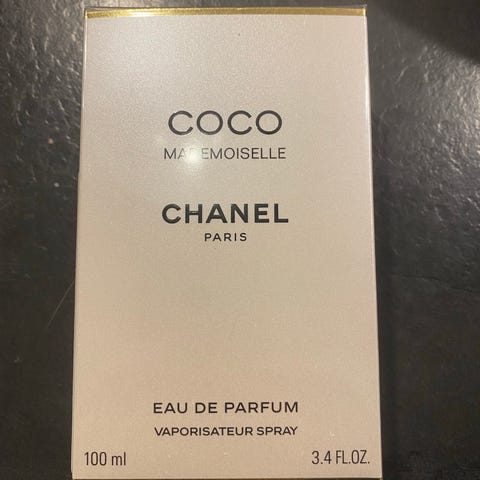 COCO
MADEMOISELLE
CHANEL
PARIS
EAU DE PARFUM
VAPORISATEUR SPRAY
100 ml 3.4 FL.OZ.